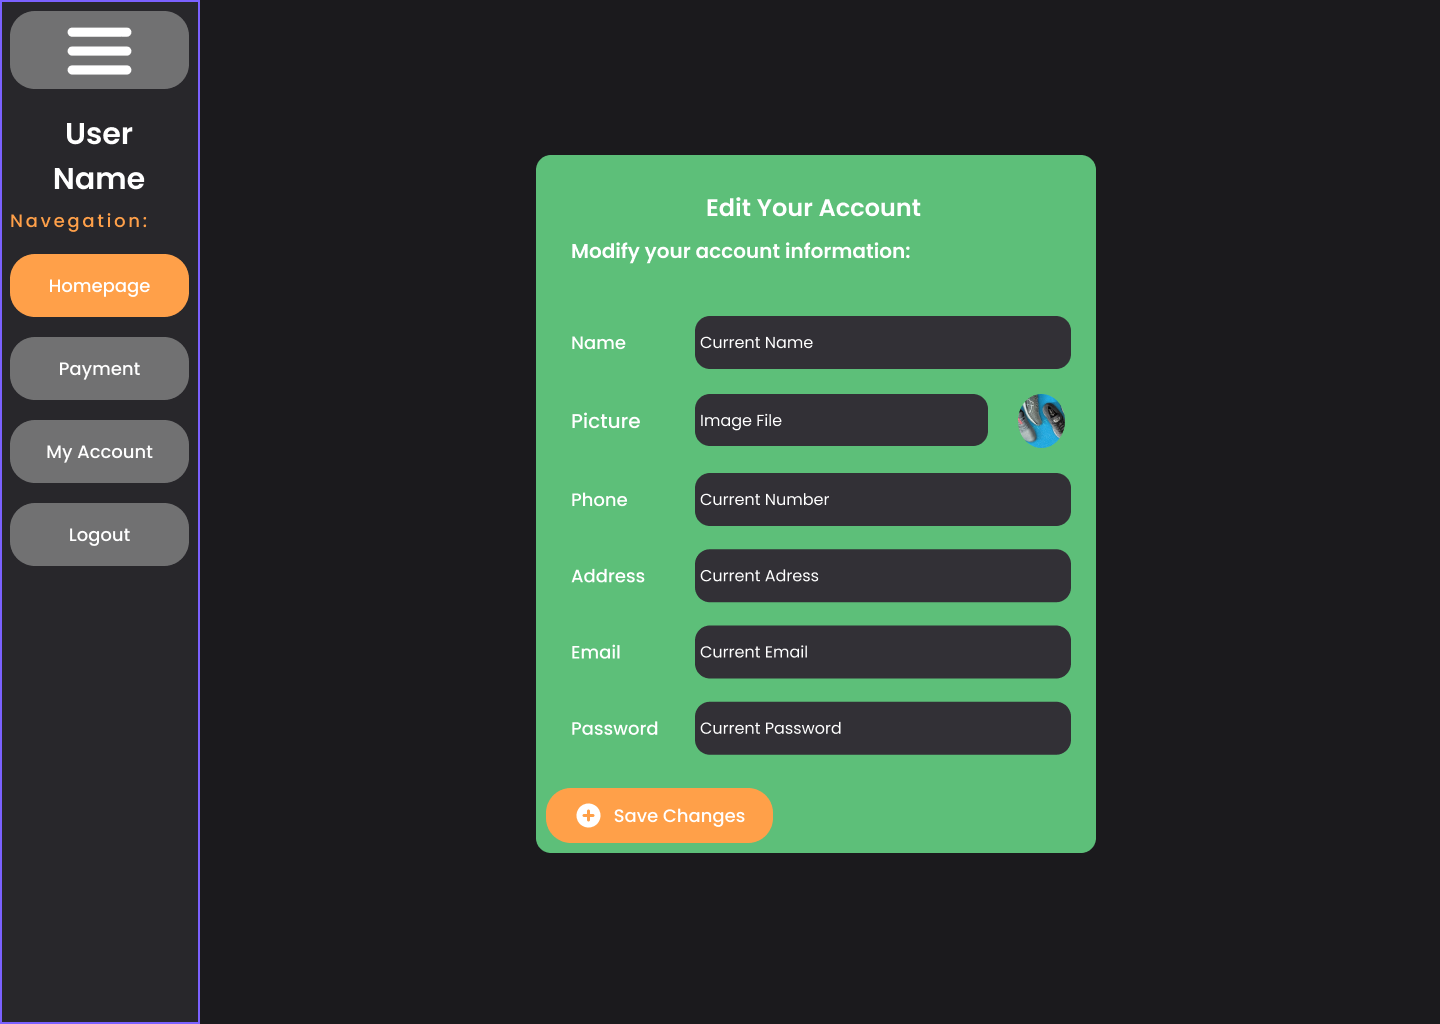 User
Name
Navegation:
Homepage
Payment
My Account
Logout
Edit Your Account
Modify your account information:
Name
Current Name
Picture
Image File
Phone
Current Number
Address
Current Adress
Email
Current Email
Password
Current Password
Save Changes